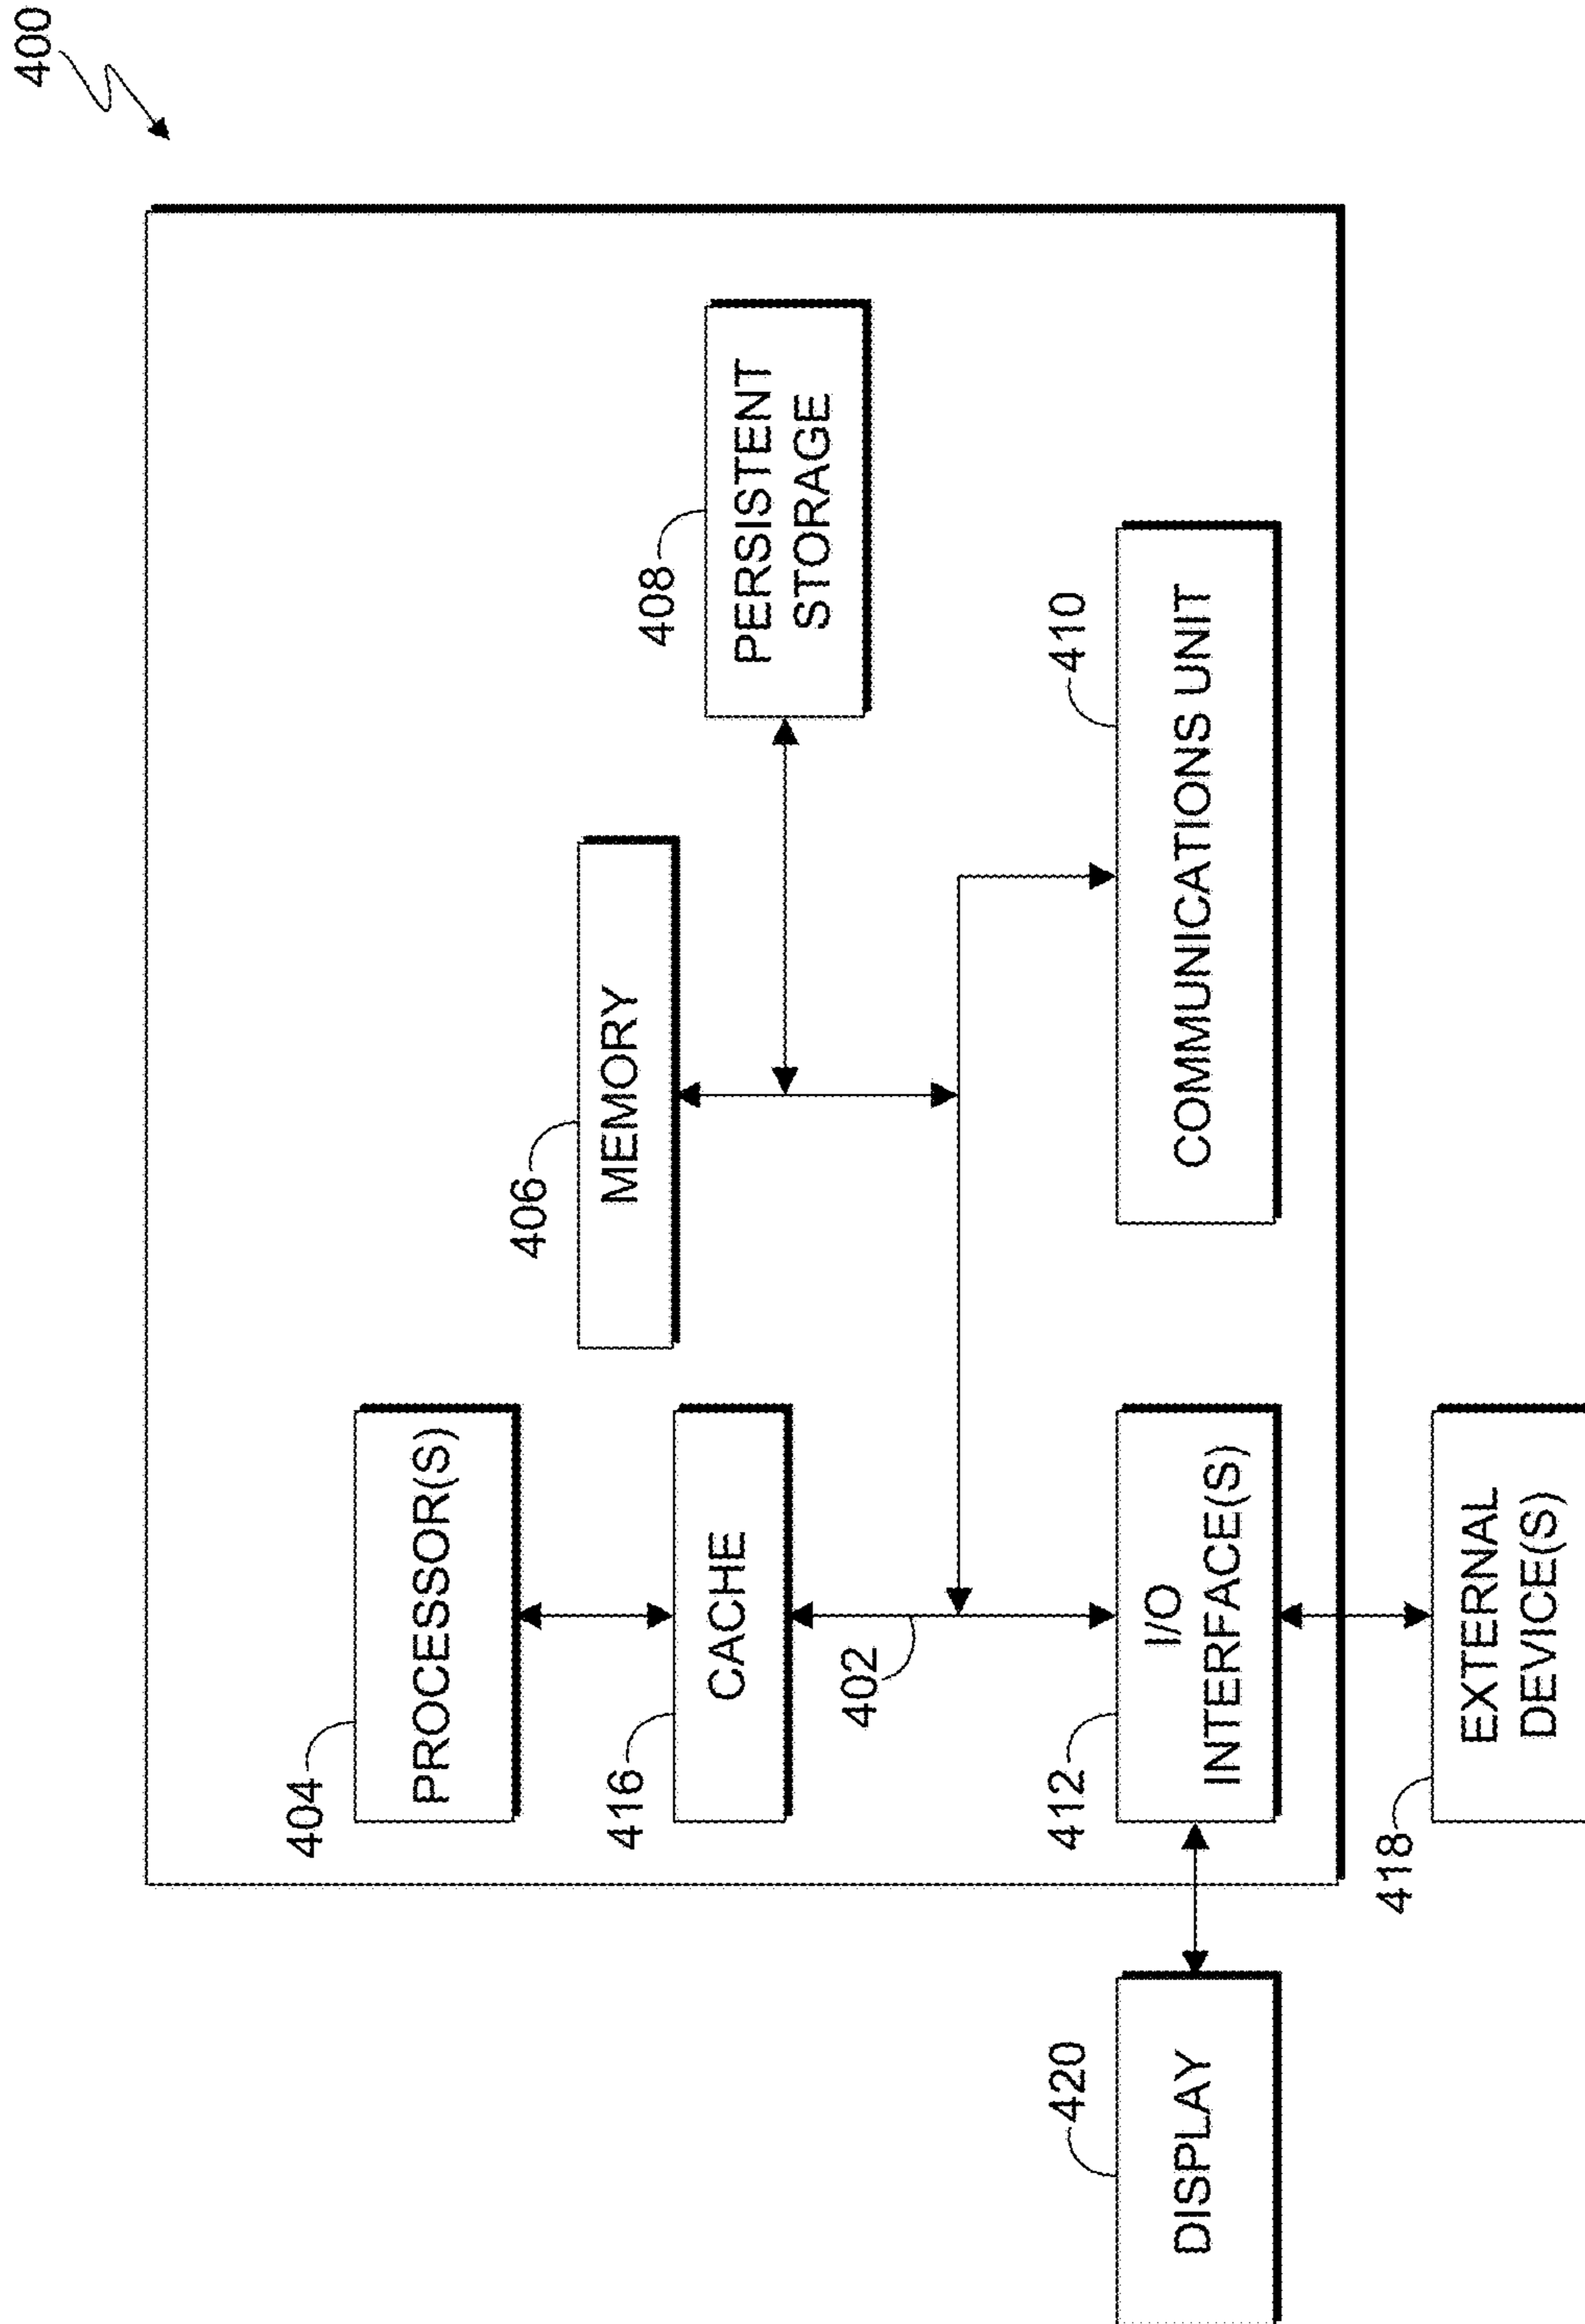 400
404
PROCESSOR(S)
406
MEMORY
416
CACHE
408
PERSISTENT
STORAGE
402
420
DISPLAY
412
I/O
INTERFACE(S)
410
COMMUNICATIONS UNIT
418
EXTERNAL
DEVICE(S)